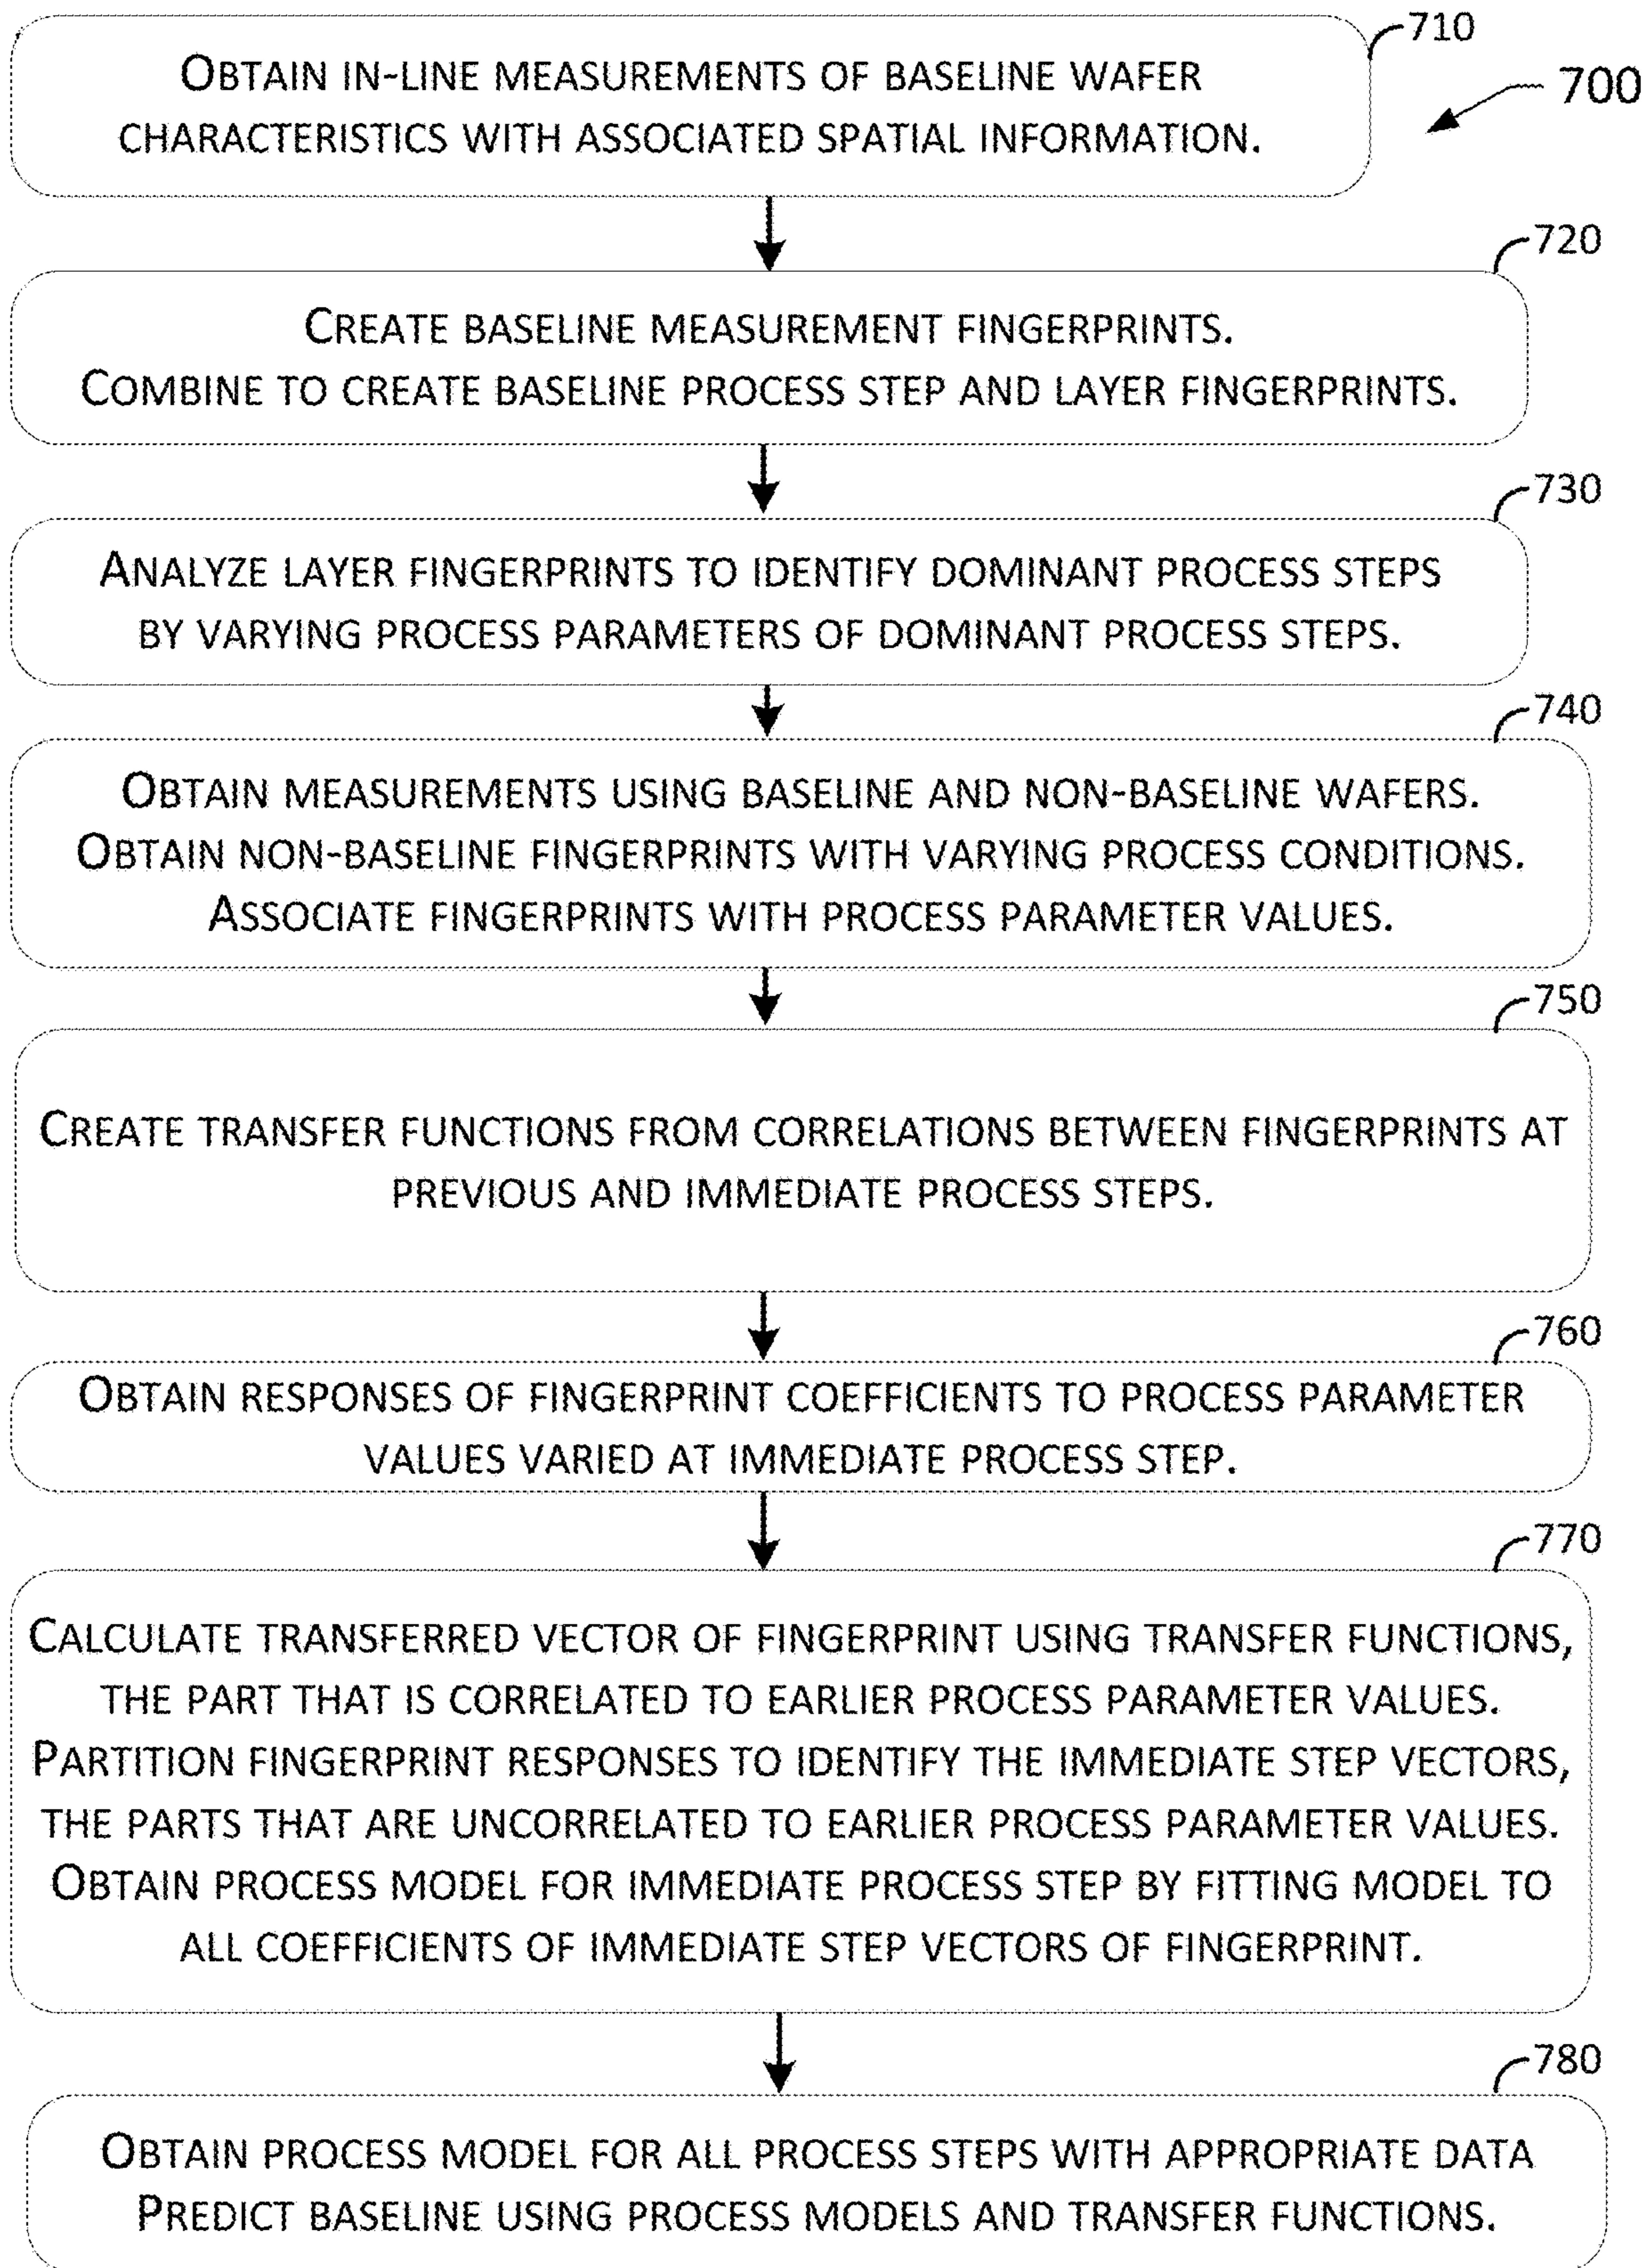 710
OBTAIN IN-LINE MEASUREMENTS OF BASELINE WAFER
CHARACTERISTICS WITH ASSOCIATED SPATIAL INFORMATION.
700
720
CREATE BASELINE MEASUREMENT FINGERPRINTS.
COMBINE TO CREATE BASELINE PROCESS STEP AND LAYER FINGERPRINTS.
730
ANALYZE LAYER FINGERPRINTS TO IDENTIFY DOMINANT PROCESS STEPS
BY VARYING PROCESS PARAMETERS OF DOMINANT PROCESS STEPS.
740
OBTAIN MEASUREMENTS USING BASELINE AND NON-BASELINE WAFERS.
OBTAIN NON-BASELINE FINGERPRINTS WITH VARYING PROCESS CONDITIONS.
ASSOCIATE FINGERPRINTS WITH PROCESS PARAMETER VALUES.
750
CREATE TRANSFER FUNCTIONS FROM CORRELATIONS BETWEEN FINGERPRINTS AT
PREVIOUS AND IMMEDIATE PROCESS STEPS.
760
OBTAIN RESPONSES OF FINGERPRINT COEFFICIENTS TO PROCESS PARAMETER
VALUES VARIED AT IMMEDIATE PROCESS STEP.
770
CALCULATE TRANSFERRED VECTOR OF FINGERPRINT USING TRANSFER FUNCTIONS,
THE PART THAT IS CORRELATED TO EARLIER PROCESS PARAMETER VALUES.
PARTITION FINGERPRINT RESPONSES TO IDENTIFY THE IMMEDIATE STEP VECTORS,
THE PARTS THAT ARE UNCORRELATED TO EARLIER PROCESS PARAMETER VALUES.
OBTAIN PROCESS MODEL FOR IMMEDIATE PROCESS STEP BY FITTING MODEL TO
ALL COEFFICIENTS OF IMMEDIATE STEP VECTORS OF FINGERPRINT.
780
OBTAIN PROCESS MODEL FOR ALL PROCESS STEPS WITH APPROPRIATE DATA
PREDICT BASELINE USING PROCESS MODELS AND TRANSFER FUNCTIONS.